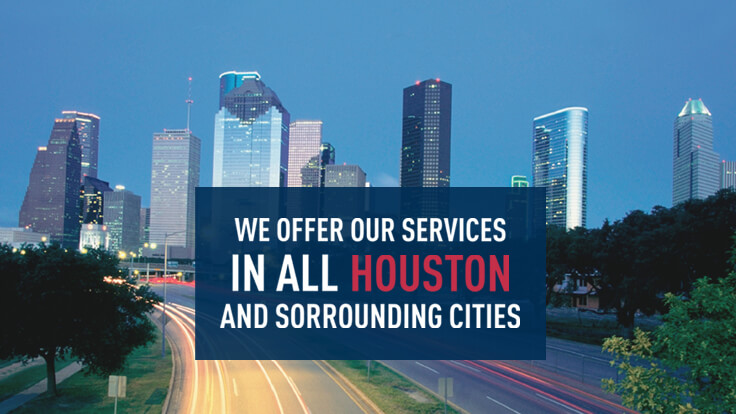 WE OFFER OUR SERVICES
IN ALL HOUSTON
AND SORROUNDING CITIES